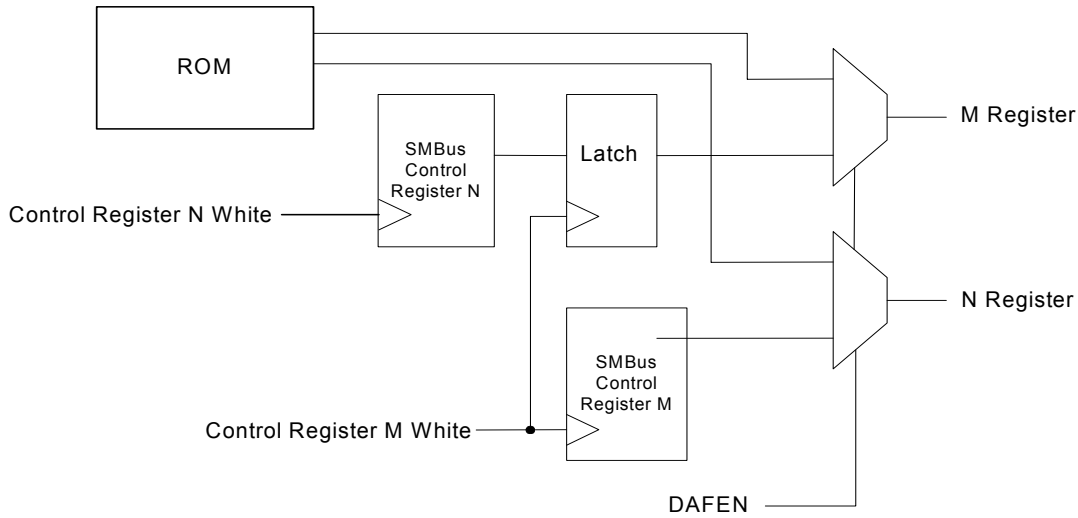 ROM
M Register
SMBus
Control
Register N
Latch
Control Register N White
N Register
SMBus
Control
Register M
Control Register M White
DAFEN